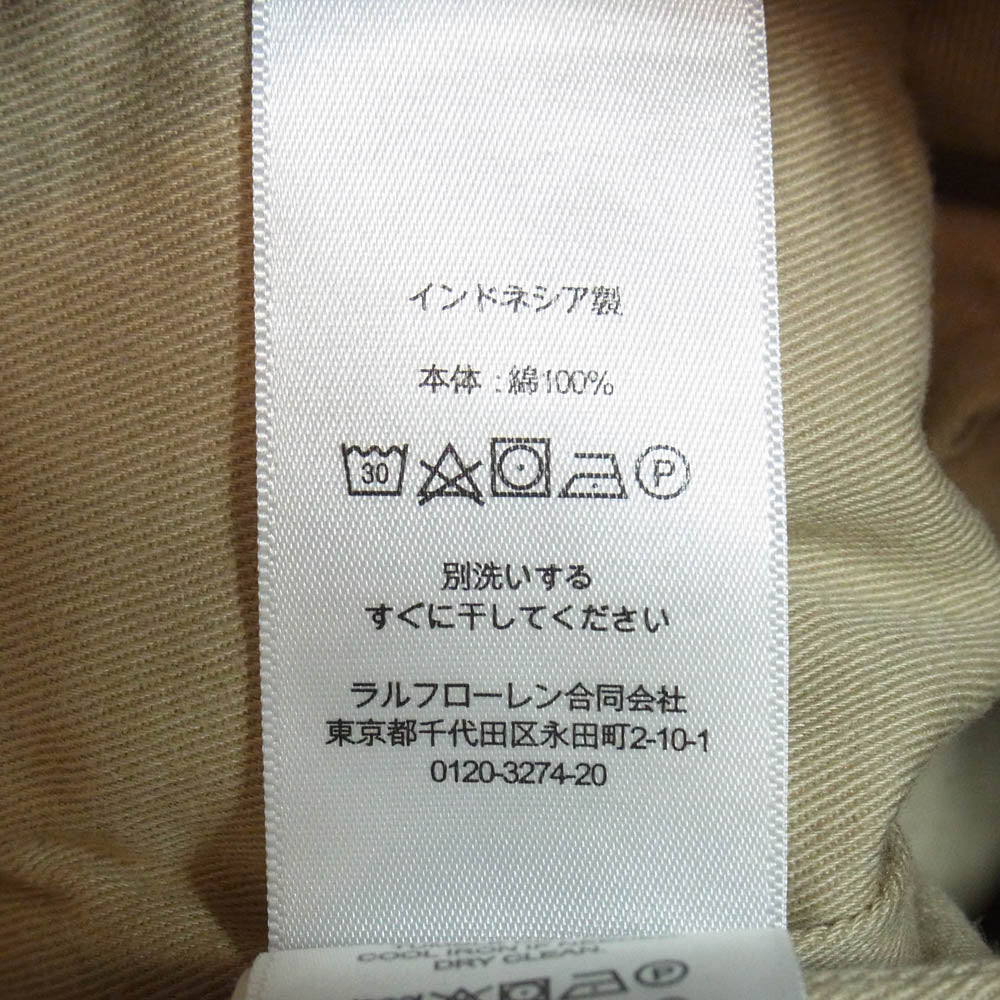 インドネシア製
本体 : 綿100%
30 P
別洗いする
すぐに干してください
ラルフローレン合同会社
東京都千代田区永田町2-10-1
0120-3274-20
COOL IRON
DRY CLEAN.
P